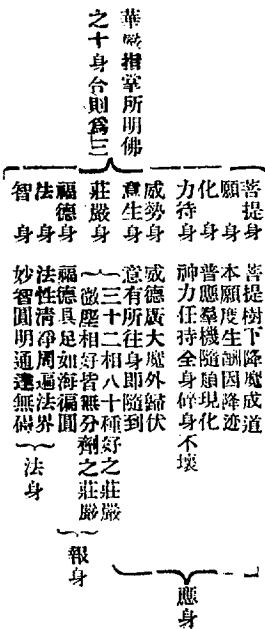 華嚴指掌所明佛
之十身合則為三
菩提身 菩提樹下降魔成道
願身 本願度生酬因降迹
化身 普應羣機隨類現化
力持身 神力任持全身碎身不壞
威勢身 威德廣大魔外歸伏
意生身 意有所往身即隨到
莊嚴身 三十二相八十種好之莊嚴
微塵相好皆無分劑之莊嚴
福德身 福德具足如海徧圓
法身 法性清淨周遍法界
智身 妙智圓明通達無礙
應身
報身
法身